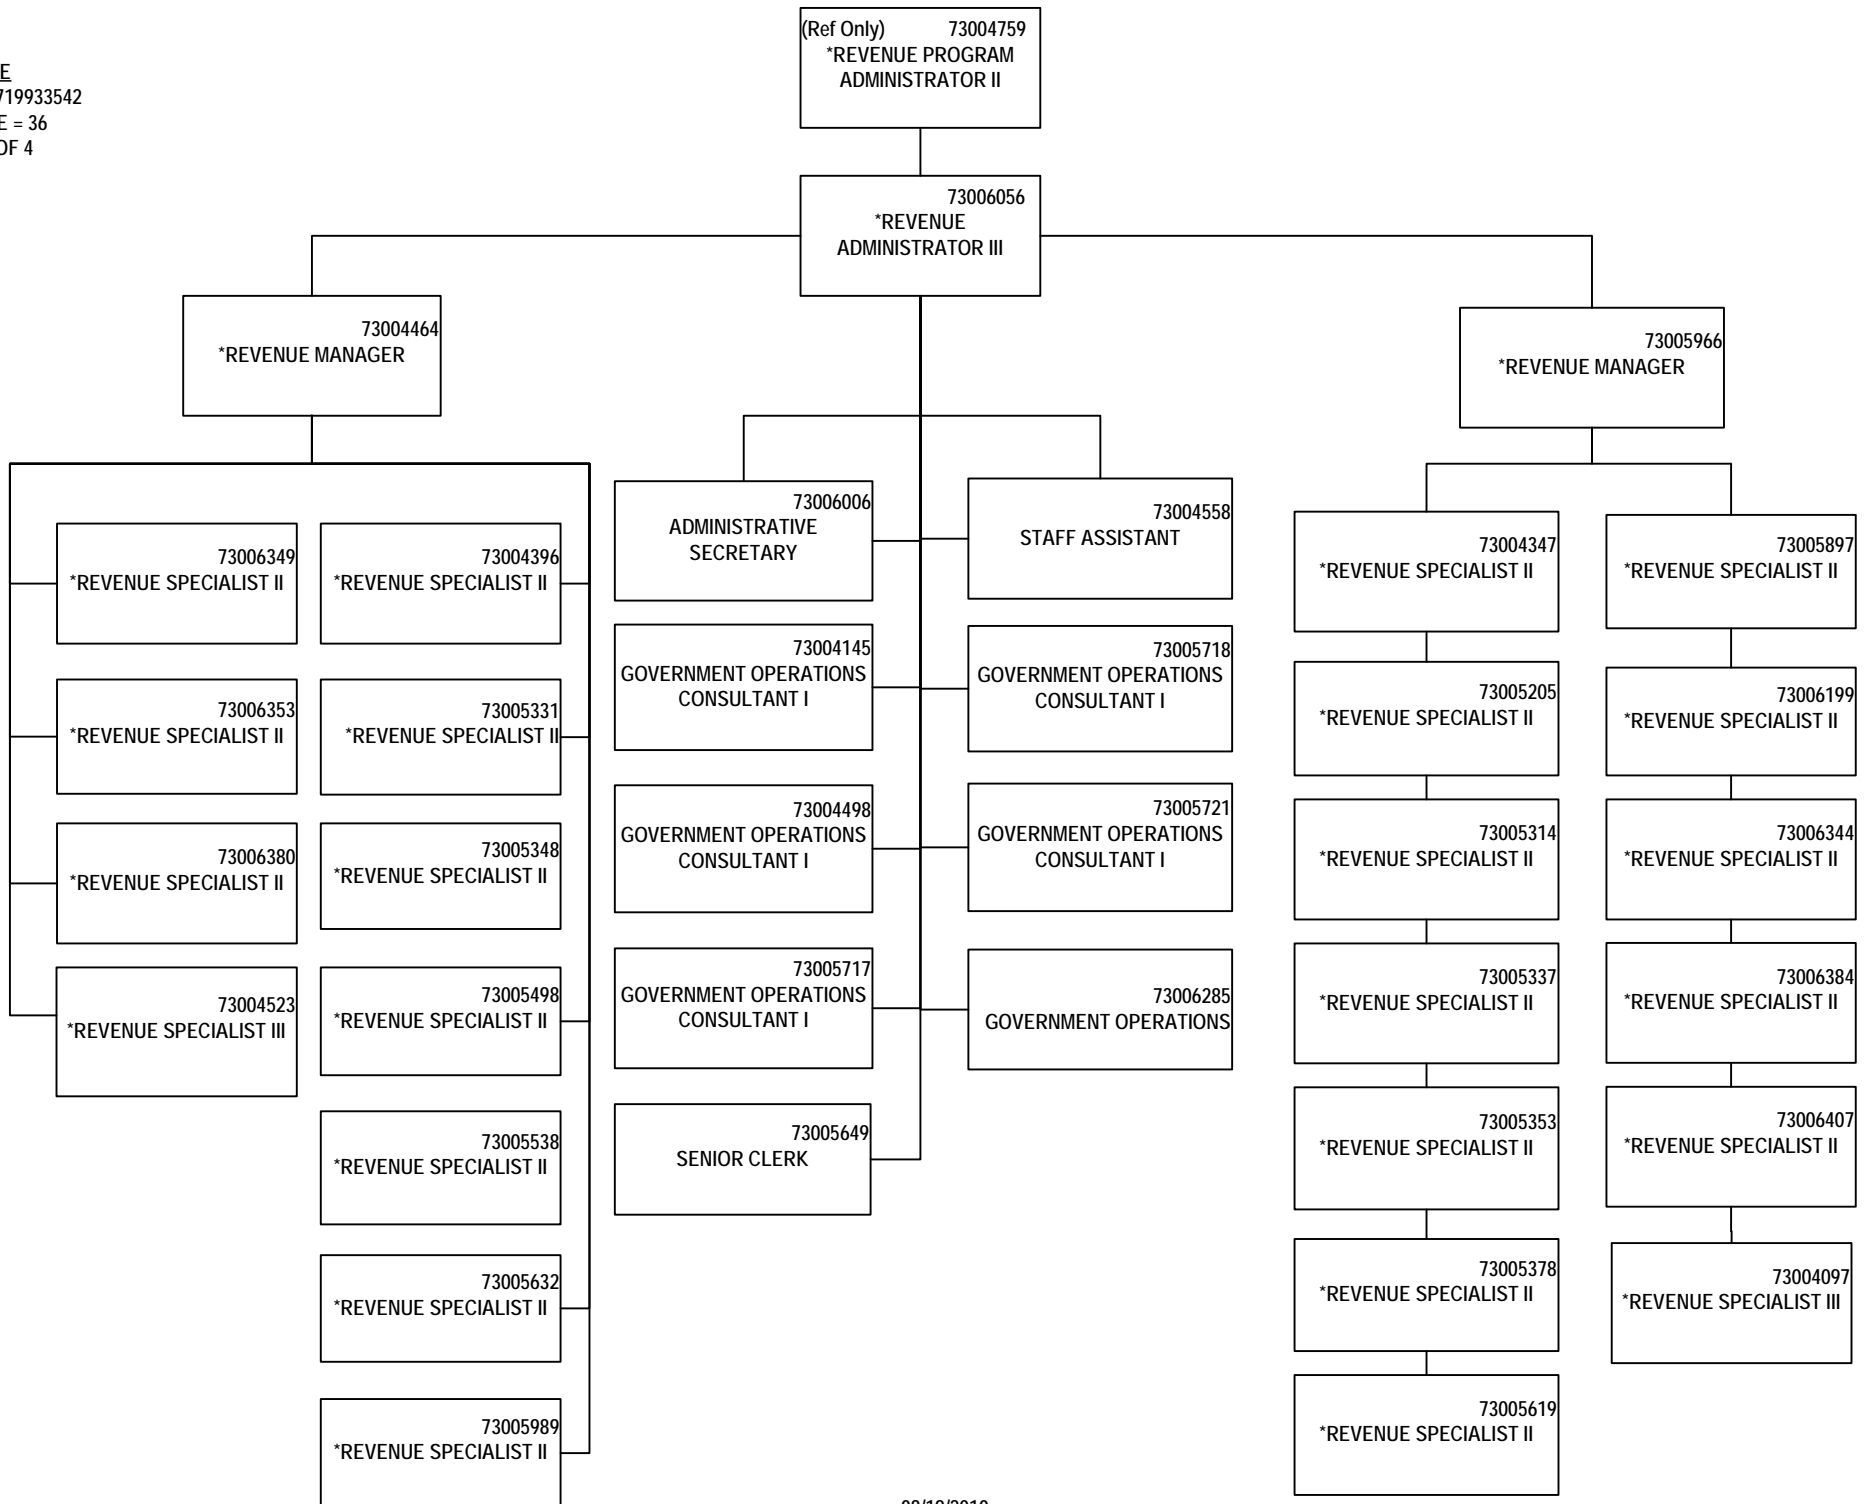 (Ref Only) 73004759
*REVENUE PROGRAM
ADMINISTRATOR II
E
719933542
E = 36
OF 4
73006056
*REVENUE
ADMINISTRATOR III
73004464
*REVENUE MANAGER
73005966
*REVENUE MANAGER
73006349
*REVENUE SPECIALIST II
73006353
*REVENUE SPECIALIST II
73006380
*REVENUE SPECIALIST II
73004523
*REVENUE SPECIALIST III
73004396
*REVENUE SPECIALIST II
73005331
*REVENUE SPECIALIST II
73005348
*REVENUE SPECIALIST II
73005498
*REVENUE SPECIALIST II
73005538
*REVENUE SPECIALIST II
73005632
*REVENUE SPECIALIST II
73005989
*REVENUE SPECIALIST II
73006006
ADMINISTRATIVE
SECRETARY
73004145
GOVERNMENT OPERATIONS
CONSULTANT I
73004498
GOVERNMENT OPERATIONS
CONSULTANT I
73005717
GOVERNMENT OPERATIONS
CONSULTANT I
73005649
SENIOR CLERK
73004558
STAFF ASSISTANT
73005718
GOVERNMENT OPERATIONS
CONSULTANT I
73005721
GOVERNMENT OPERATIONS
CONSULTANT I
73006285
GOVERNMENT OPERATIONS
73004347
*REVENUE SPECIALIST II
73005205
*REVENUE SPECIALIST II
73005314
*REVENUE SPECIALIST II
73005337
*REVENUE SPECIALIST II
73005353
*REVENUE SPECIALIST II
73005378
*REVENUE SPECIALIST II
73005619
*REVENUE SPECIALIST II
73005897
*REVENUE SPECIALIST II
73006199
*REVENUE SPECIALIST II
73006344
*REVENUE SPECIALIST II
73006384
*REVENUE SPECIALIST II
73006407
*REVENUE SPECIALIST II
73004097
*REVENUE SPECIALIST III